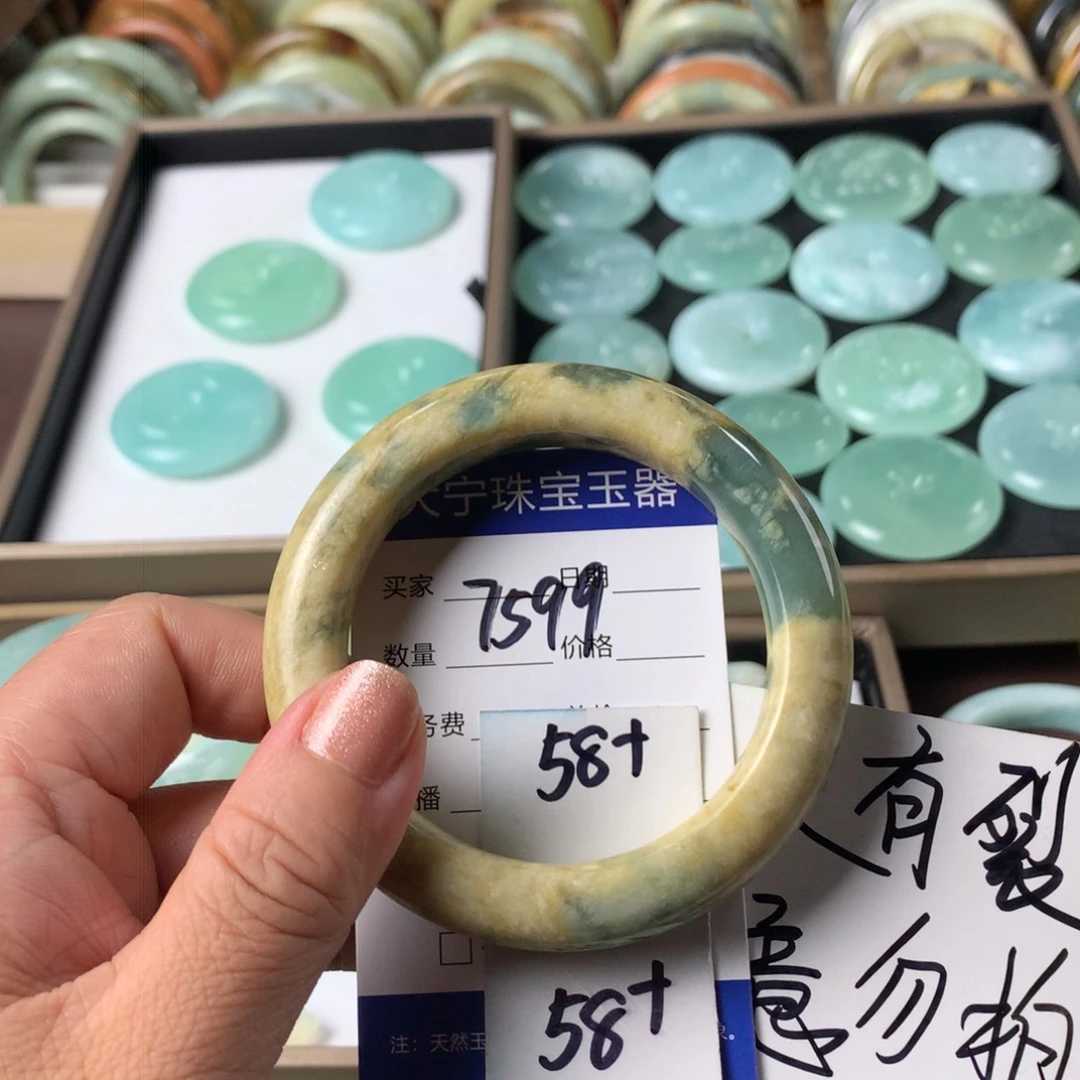 宁珠宝玉器
买家 日期
7599
数量 价格
务费
58+
播
有裂
意勿拍
58+
注：天然玉
。